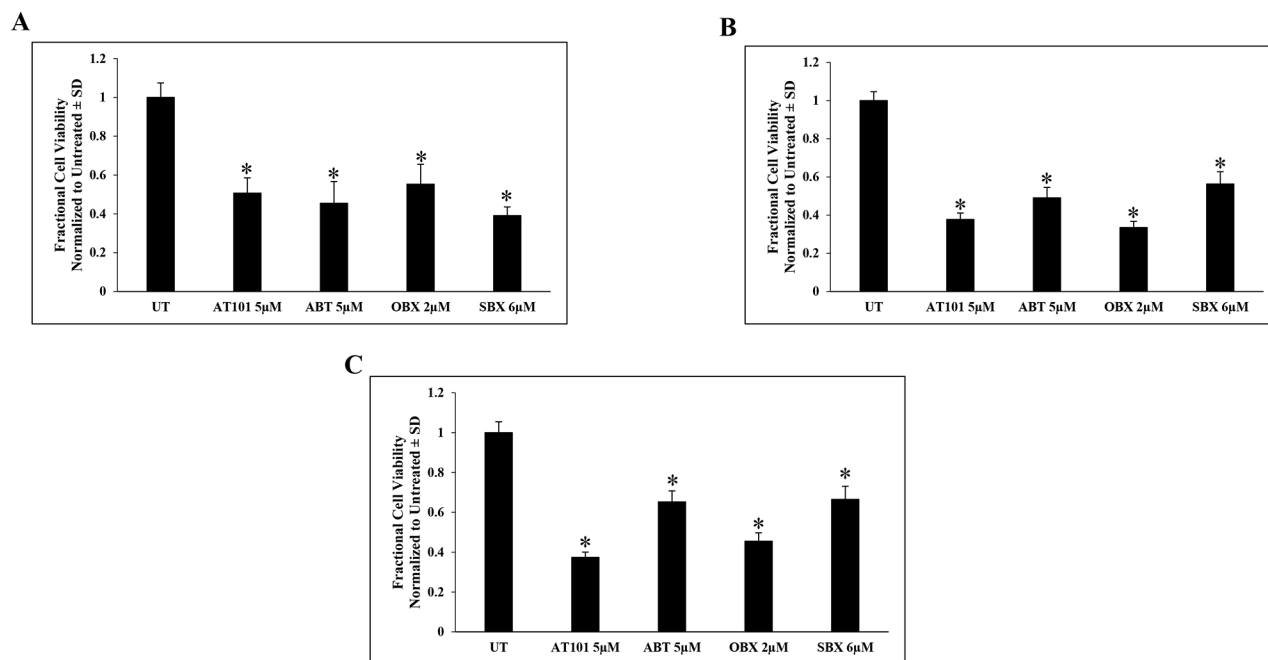 A
Fractional Cell Viability
Normalized to Untreated ± SD
1.2
1
0.8
0.6
0.4
0.2
0
*
*
*
*
UT
AT101 5µM
ABT 5µM
OBX 2µM
SBX 6µM
B
Fractional Cell Viability
Normalized to Untreated ± SD
1.2
1
0.8
0.6
0.4
0.2
0
*
*
*
*
UT
AT101 5µM
ABT 5µM
OBX 2µM
SBX 6µM
C
Fractional Cell Viability
Normalized to Untreated ± SD
1.2
1
0.8
0.6
0.4
0.2
0
*
*
*
*
UT
AT101 5µM
ABT 5µM
OBX 2µM
SBX 6µM